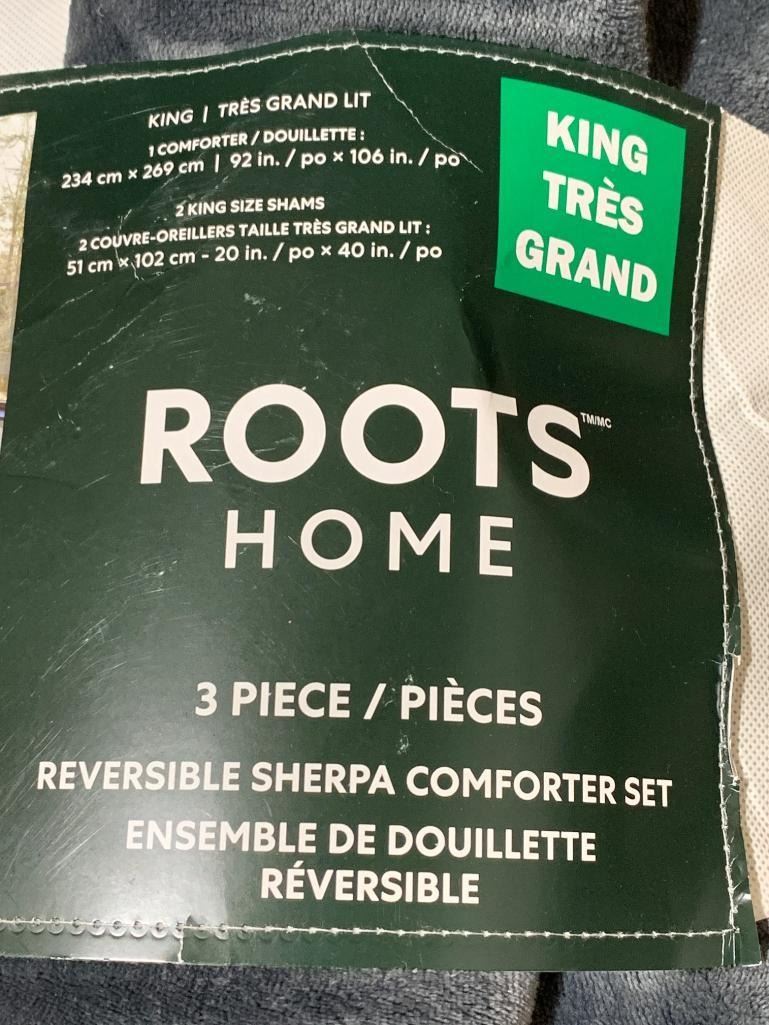 KING | TRÈS GRAND LIT
1 COMFORTER / DOUILLETTE :
234 cm × 269 cm | 92 in. / po × 106 in. / po
2 KING SIZE SHAMS
2 COUVRE-OREILLERS TAILLE TRÈS GRAND LIT :
51 cm × 102 cm - 20 in. / po × 40 in. / po
KING
TRÈS
GRAND
ROOTS TM/MC
HOME
3 PIECE / PIÈCES
REVERSIBLE SHERPA COMFORTER SET
ENSEMBLE DE DOUILLETTE
RÉVERSIBLE